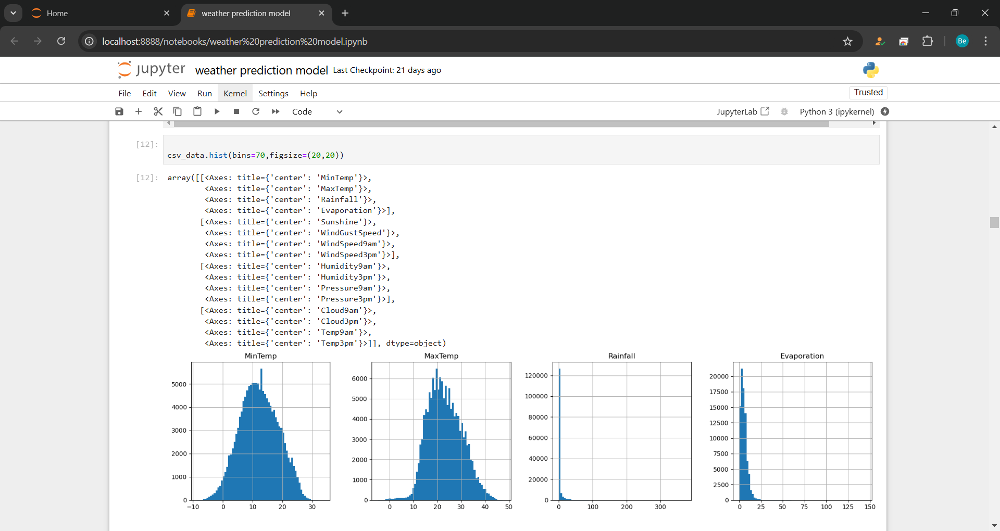 Home
weather prediction model
localhost:8888/notebooks/weather%20prediction%20model.ipynb
Be
jupyter weather prediction model Last Checkpoint: 21 days ago
File Edit View Run Kernel Settings Help
Trusted
Code
JupyterLab
Python 3 (ipykernel)
[12]:
csv_data.hist(bins=70,figsize=(20,20))
[12]: array([[<Axes: title={'center': 'MinTemp'}>,
<Axes: title={'center': 'MaxTemp'}>,
<Axes: title={'center': 'Rainfall'}>,
<Axes: title={'center': 'Evaporation'}>],
[<Axes: title={'center': 'Sunshine'}>,
<Axes: title={'center': 'WindGustSpeed'}>,
<Axes: title={'center': 'WindSpeed9am'}>,
<Axes: title={'center': 'WindSpeed3pm'}>],
[<Axes: title={'center': 'Humidity9am'}>,
<Axes: title={'center': 'Humidity3pm'}>,
<Axes: title={'center': 'Pressure9am'}>,
<Axes: title={'center': 'Pressure3pm'}>],
[<Axes: title={'center': 'Cloud9am'}>,
<Axes: title={'center': 'Cloud3pm'}>,
<Axes: title={'center': 'Temp9am'}>,
<Axes: title={'center': 'Temp3pm'}>]], dtype=object)
MinTemp
5000
4000
3000
2000
1000
0
−10 0 10 20 30
MaxTemp
6000
5000
4000
3000
2000
1000
0
0 10 20 30 40 50
Rainfall
120000
100000
80000
60000
40000
20000
0
0 100 200 300
Evaporation
20000
17500
15000
12500
10000
7500
5000
2500
0
0 25 50 75 100 125 150